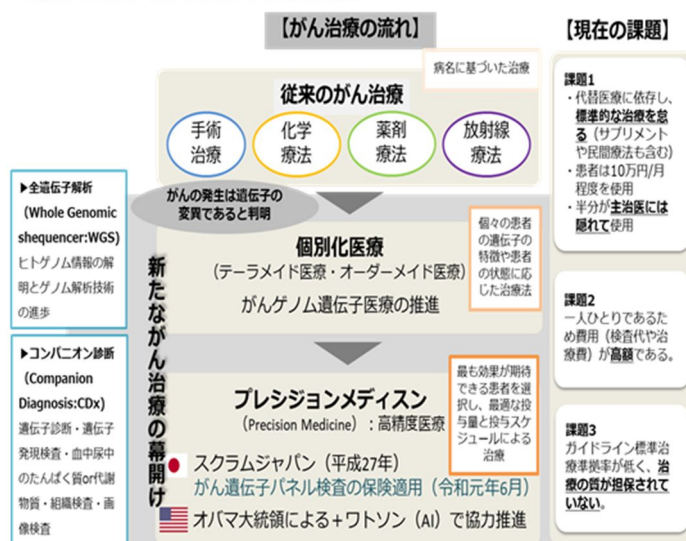 【がん治療の流れ】
病名に基づいた治療
従来のがん治療
手術
治療
化学
療法
薬剤
療法
放射線
療法
がんの発生は遺伝子の
変異であると判明
個別化医療
(テーラメイド医療・オーダーメイド医療)
がんゲノム遺伝子医療の推進
個々の患者
の遺伝子の
特徴や患者
の状態に応
じた治療法
新たながん治療の幕開け
プレシジョンメディスン
(Precision Medicine):高精度医療
最も効果が期待
できる患者を選
択し、最適な投
与量と投与スケ
ジュールによる
治療
スクラムジャパン(平成27年)
がん遺伝子パネル検査の保険適用(令和元年6月)
オバマ大統領による+ワトソン(AI)で協力推進
▶全遺伝子解析
(Whole Genomic
shequencer:WGS)
ヒトゲノム情報の解
明とゲノム解析技術
の進歩
▶コンパニオン診断
(Companion
Diagnosis:CDx)
遺伝子診断・遺伝子
発現検査・血中尿中
のたんぱく質or代謝
物質・組織検査・画
像検査
【現在の課題】
課題1
・代替医療に依存し、
標準的な治療を怠
る(サプリメント
や民間療法も含む)
・患者は10万円/月
程度を使用
・半分が主治医には
隠れて使用
課題2
一人ひとりであるた
め費用(検査代や治
療費)が高額である。
課題3
ガイドライン標準治
療準拠率が低く、治
療の質が担保されて
いない。